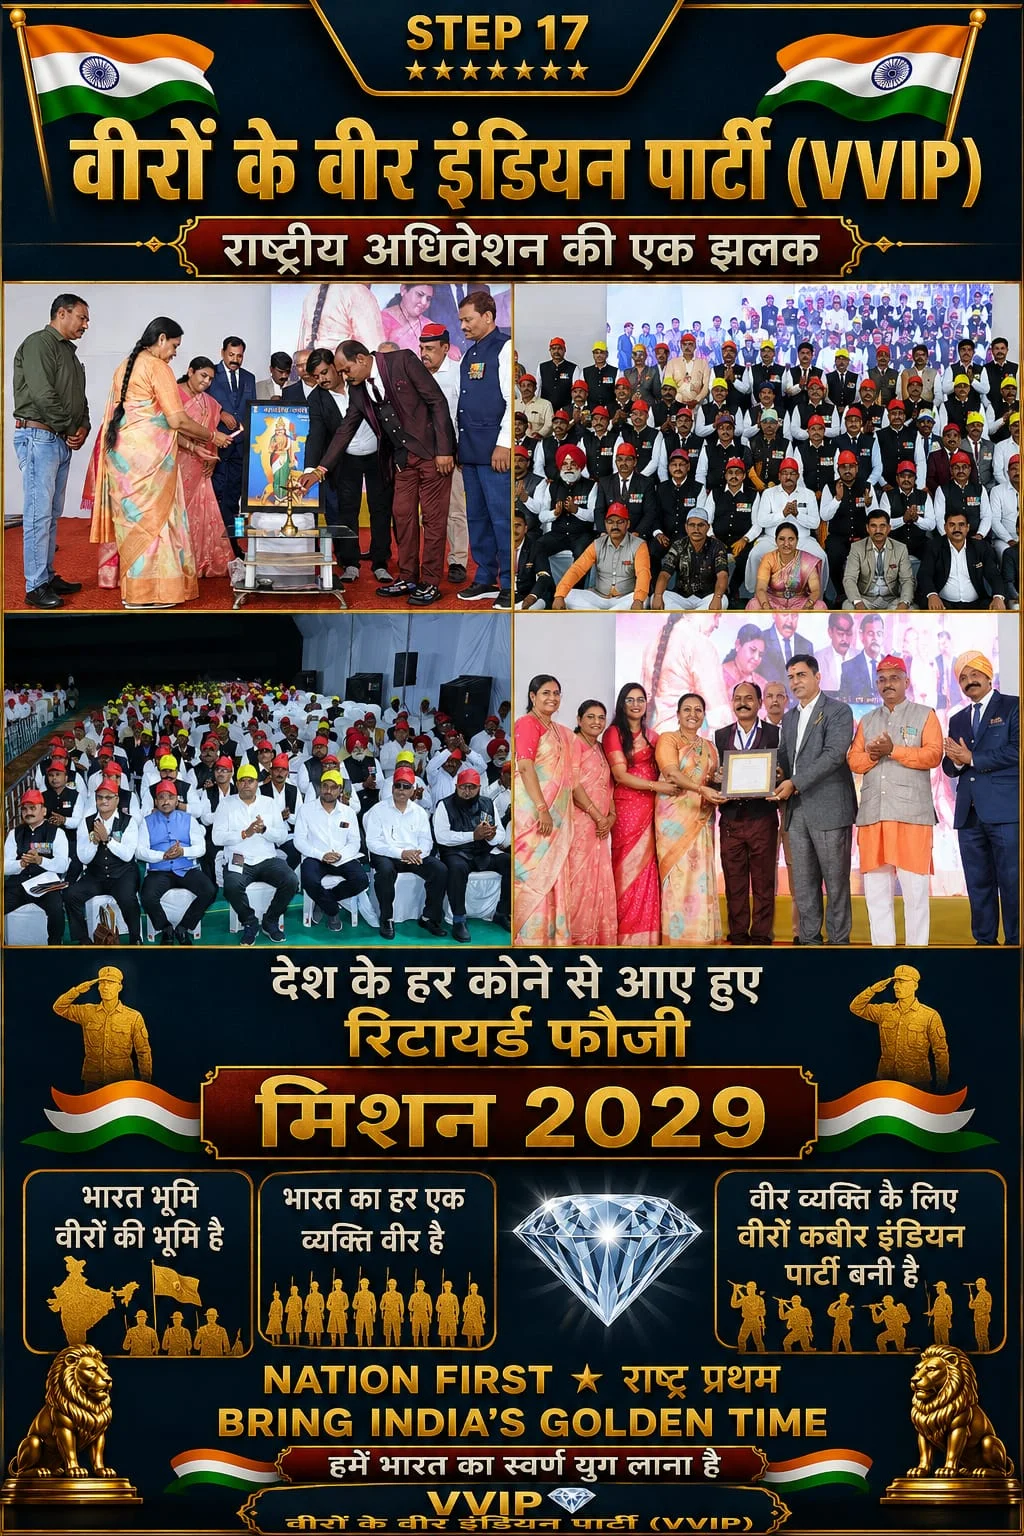 STEP 17
वीरों के वीर इंडियन पार्टी (VVIP)
राष्ट्रीय अधिवेशन की एक झलक
देश के हर कोने से आए हुए
रिटायर्ड फौजी
मिशन 2029
भारत भूमि
वीरों की भूमि है
भारत का हर एक
व्यक्ति वीर है
वीर व्यक्ति के लिए
वीरों कबीर इंडियन
पार्टी बनी है
NATION FIRST ★ राष्ट्र प्रथम
BRING INDIA'S GOLDEN TIME
हमें भारत का स्वर्ण युग लाना है
VVIP
वीरों के वीर इंडियन पार्टी (VVIP)